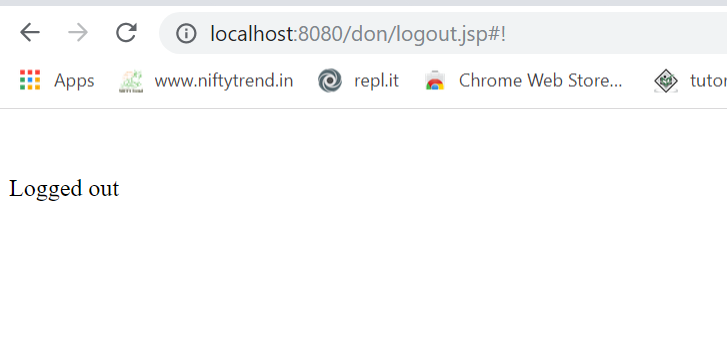 localhost:8080/don/logout.jsp#!
Apps www.niftytrend.in repl.it Chrome Web Store... tutor
Logged out